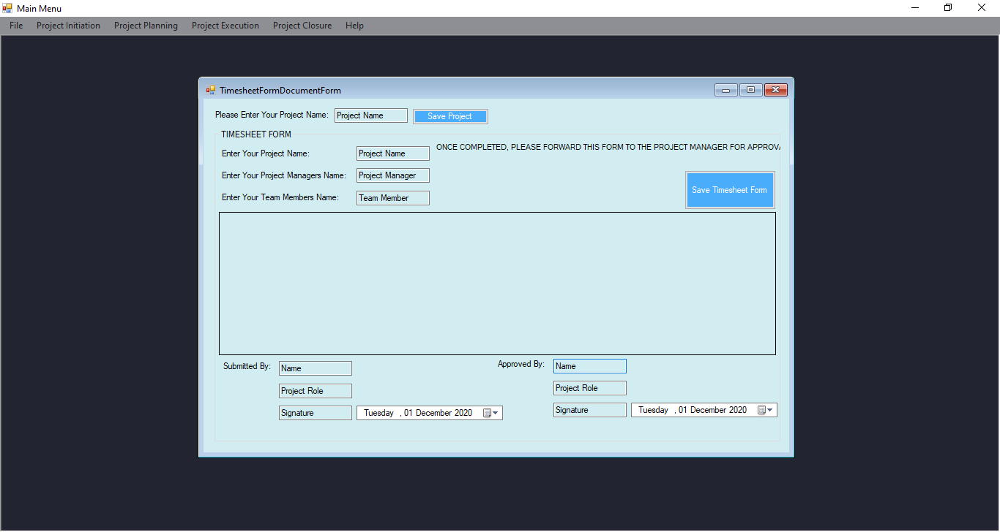 Main Menu
File Project Initiation Project Planning Project Execution Project Closure Help
TimesheetFormDocumentForm
Please Enter Your Project Name: Project Name Save Project
TIMESHEET FORM
ONCE COMPLETED, PLEASE FORWARD THIS FORM TO THE PROJECT MANAGER FOR APPROVA
Enter Your Project Name: Project Name
Enter Your Project Managers Name: Project Manager
Save Timesheet Form
Enter Your Team Members Name: Team Member
Submitted By: Name Approved By: Name
Project Role Project Role
Signature Tuesday , 01 December 2020 Signature Tuesday , 01 December 2020